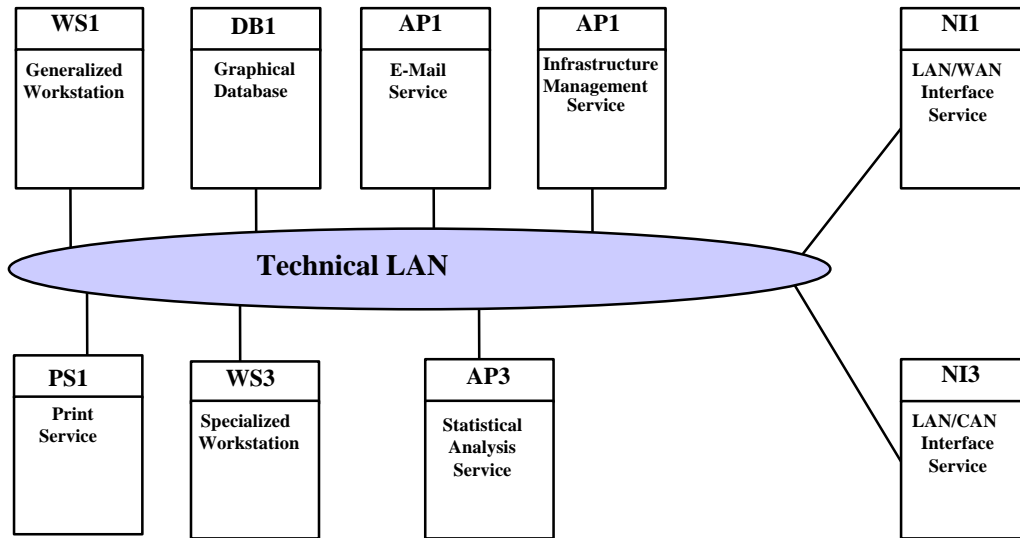 WS1
Generalized
Workstation
DB1
Graphical
Database
AP1
E-Mail
Service
AP1
Infrastructure
Management
Service
NI1
LAN/WAN
Interface
Service
Technical LAN
PS1
Print
Service
WS3
Specialized
Workstation
AP3
Statistical
Analysis
Service
NI3
LAN/CAN
Interface
Service